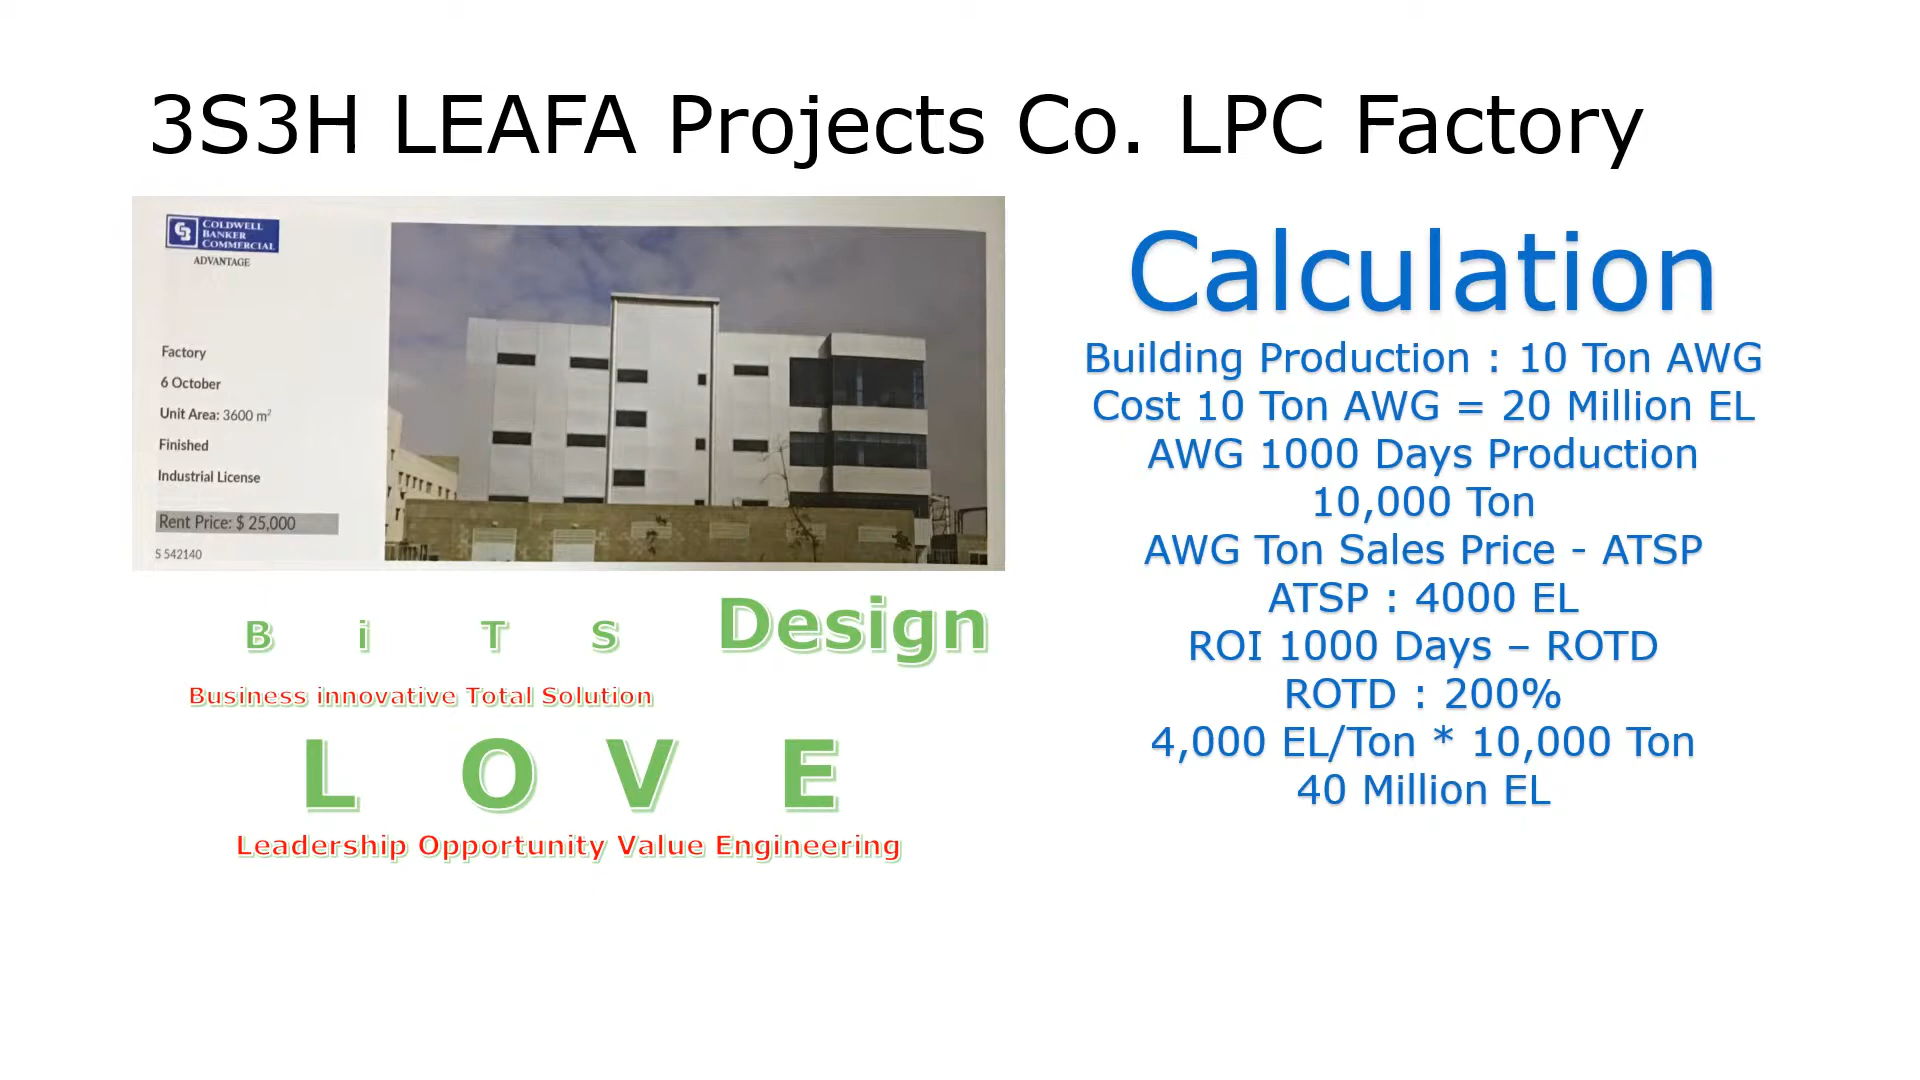 3S3H LEAFA Projects Co. LPC Factory
COLDWELL
BANKER
COMMERCIAL
ADVANTAGE
Factory
6 October
Unit Area: 3600 m²
Finished
Industrial License
Rent Price: $ 25,000
S 542140
B i T S Design
Business innovative Total Solution
L O V E
Leadership Opportunity Value Engineering
Calculation
Building Production : 10 Ton AWG
Cost 10 Ton AWG = 20 Million EL
AWG 1000 Days Production
10,000 Ton
AWG Ton Sales Price - ATSP
ATSP : 4000 EL
ROI 1000 Days – ROTD
ROTD : 200%
4,000 EL/Ton * 10,000 Ton
40 Million EL